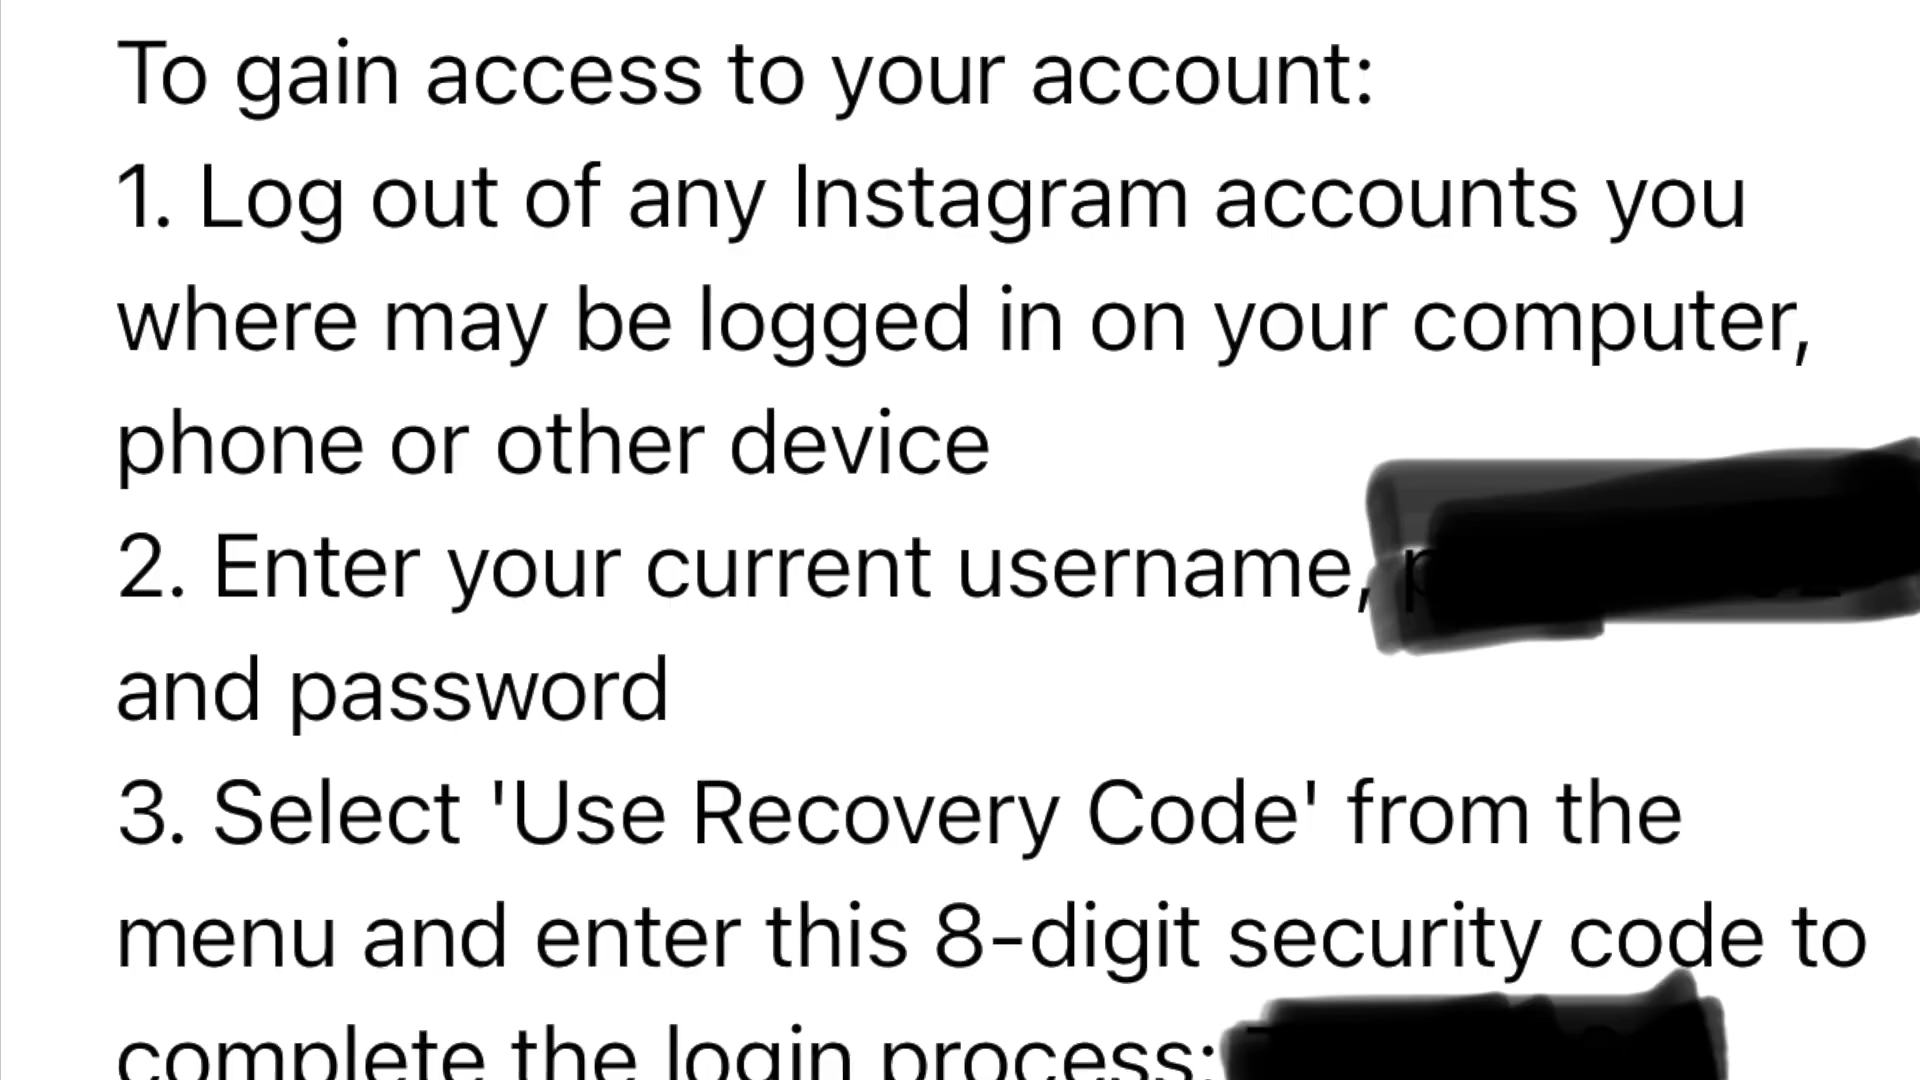 To gain access to your account:
1. Log out of any Instagram accounts you
where may be logged in on your computer,
phone or other device
2. Enter your current username,
and password
3. Select 'Use Recovery Code' from the
menu and enter this 8-digit security code to
complete the login process: